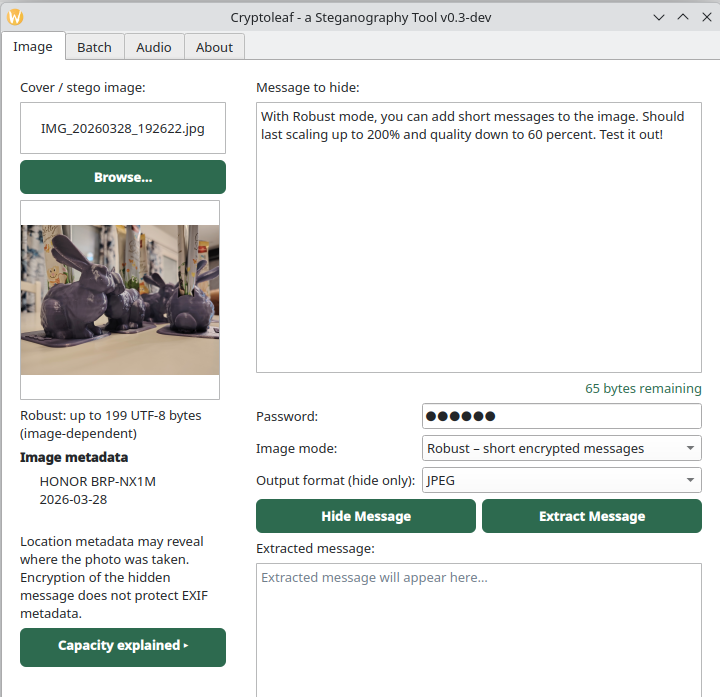 Cryptoleaf - a Steganography Tool v0.3-dev
Image
Batch
Audio
About
Cover / stego image:
IMG_20260328_192622.jpg
Browse...
Robust: up to 199 UTF-8 bytes
(image-dependent)
Image metadata
HONOR BRP-NX1M
2026-03-28
Location metadata may reveal
where the photo was taken.
Encryption of the hidden
message does not protect EXIF
metadata.
Capacity explained ▸
Message to hide:
With Robust mode, you can add short messages to the image. Should
last scaling up to 200% and quality down to 60 percent. Test it out!
65 bytes remaining
Password:
●●●●●●
Image mode:
Robust – short encrypted messages
Output format (hide only):
JPEG
Hide Message
Extract Message
Extracted message:
Extracted message will appear here...